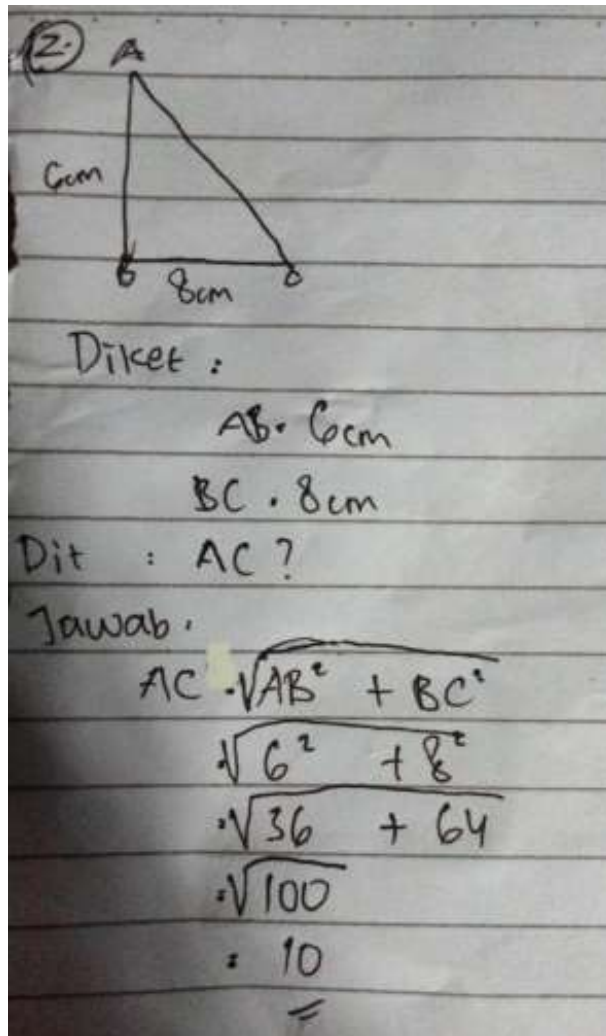 2.
A
6cm
B
C
8cm
Diket :
AB = 6cm
BC = 8cm
Dit : AC ?
Jawab :
AC = √AB² + BC²
= √6² + 8²
= √36 + 64
= √100
= 10